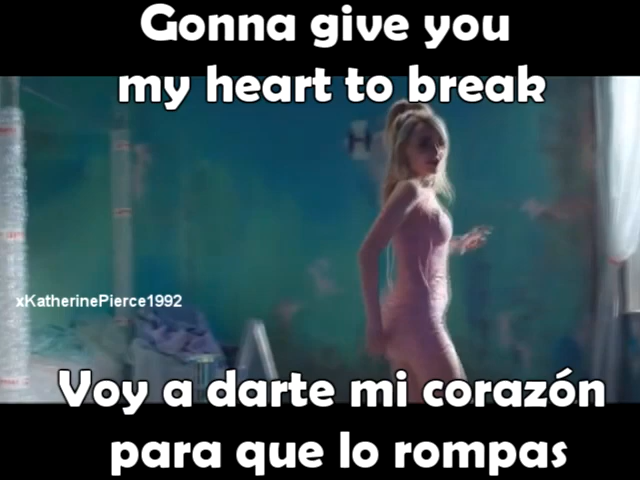 Gonna give you
my heart to break
xKatherinePierce1992
Voy a darte mi corazón
para que lo rompas